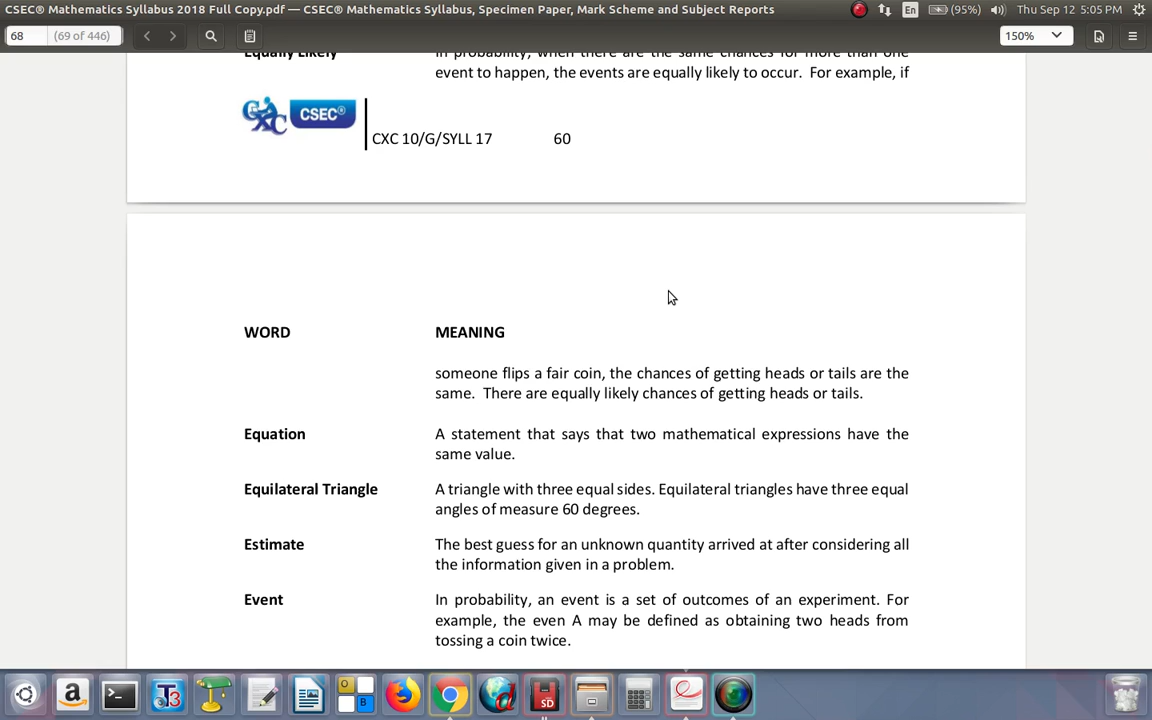 CSEC® Mathematics Syllabus 2018 Full Copy.pdf — CSEC® Mathematics Syllabus, Specimen Paper, Mark Scheme and Subject Reports
En (95%) Thu Sep 12 5:05 PM
68 (69 of 446) 150%
Equally Likely In probability, when there are the same chances for more than one
event to happen, the events are equally likely to occur. For example, if
CXC CSEC®
CXC 10/G/SYLL 17 60
WORD MEANING
someone flips a fair coin, the chances of getting heads or tails are the
same. There are equally likely chances of getting heads or tails.
Equation A statement that says that two mathematical expressions have the
same value.
Equilateral Triangle A triangle with three equal sides. Equilateral triangles have three equal
angles of measure 60 degrees.
Estimate The best guess for an unknown quantity arrived at after considering all
the information given in a problem.
Event In probability, an event is a set of outcomes of an experiment. For
example, the even A may be defined as obtaining two heads from
tossing a coin twice.
a T3 O B d SD